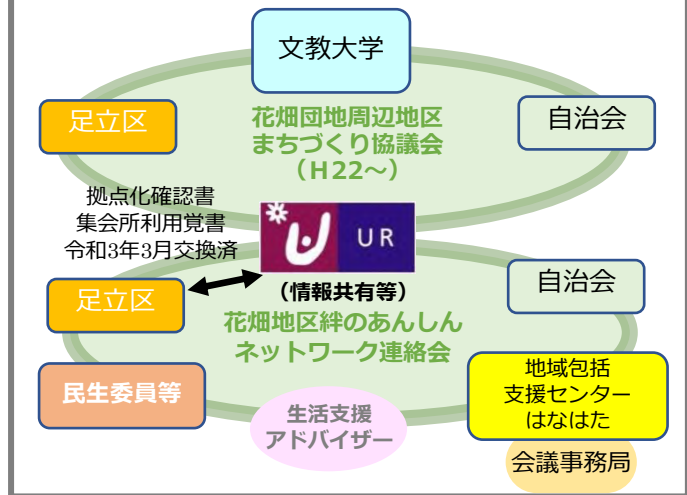 文教大学
足立区
花畑団地周辺地区
まちづくり協議会
（H22～）
自治会
拠点化確認書
集会所利用覚書
令和3年3月交換済
UR
足立区
（情報共有等）
自治会
花畑地区絆のあんしん
ネットワーク連絡会
民生委員等
生活支援
アドバイザー
地域包括
支援センター
はなはた
会議事務局